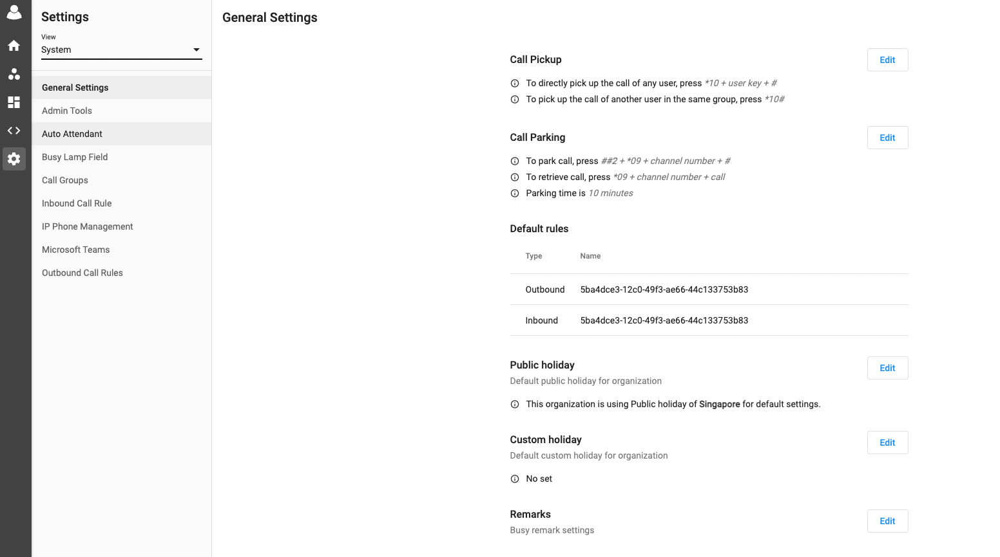 Settings
View
System
General Settings
Admin Tools
Auto Attendant
Busy Lamp Field
Call Groups
Inbound Call Rule
IP Phone Management
Microsoft Teams
Outbound Call Rules
General Settings
Call Pickup
Edit
To directly pick up the call of any user, press *10 + user key + #
To pick up the call of another user in the same group, press *10#
Call Parking
Edit
To park call, press ##2 + *09 + channel number + #
To retrieve call, press *09 + channel number + call
Parking time is 10 minutes
Default rules
Type Name
Outbound 5ba4dce3-12c0-49f3-ae66-44c133753b83
Inbound 5ba4dce3-12c0-49f3-ae66-44c133753b83
Public holiday
Edit
Default public holiday for organization
This organization is using Public holiday of Singapore for default settings.
Custom holiday
Edit
Default custom holiday for organization
No set
Remarks
Edit
Busy remark settings